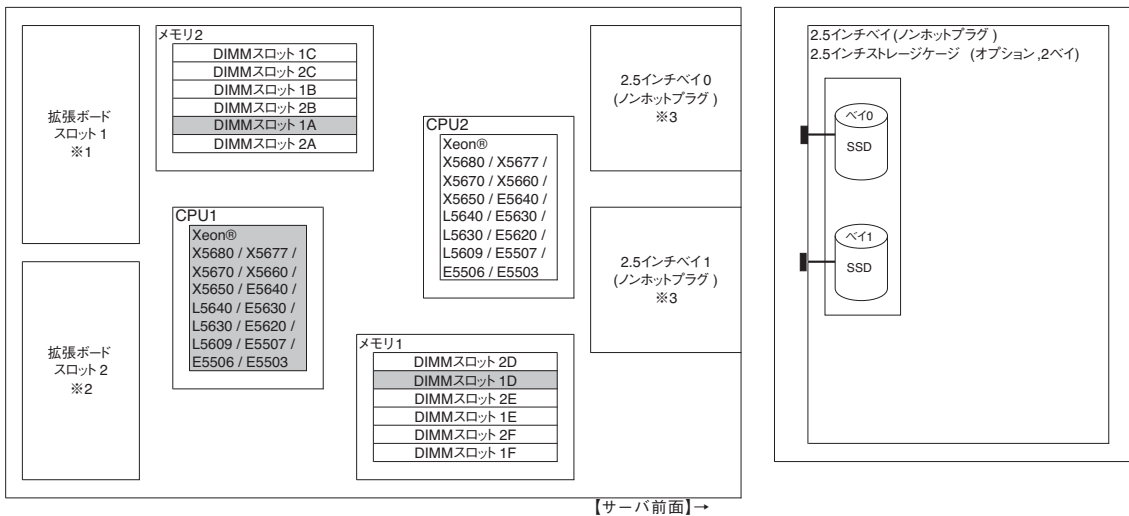 拡張ボード
スロット 1
※1
拡張ボード
スロット 2
※2
メモリ2
DIMMスロット 1C
DIMMスロット 2C
DIMMスロット 1B
DIMMスロット 2B
DIMMスロット 1A
DIMMスロット 2A
CPU1
Xeon®
X5680 / X5677 /
X5670 / X5660 /
X5650 / E5640 /
L5640 / E5630 /
L5630 / E5620 /
L5609 / E5507 /
E5506 / E5503
CPU2
Xeon®
X5680 / X5677 /
X5670 / X5660 /
X5650 / E5640 /
L5640 / E5630 /
L5630 / E5620 /
L5609 / E5507 /
E5506 / E5503
メモリ1
DIMMスロット 2D
DIMMスロット 1D
DIMMスロット 2E
DIMMスロット 1E
DIMMスロット 2F
DIMMスロット 1F
2.5インチベイ0
(ノンホットプラグ )
※3
2.5インチベイ1
(ノンホットプラグ )
※3
【サーバ前面】→
2.5インチベイ(ノンホットプラグ )
2.5インチストレージケージ (オプション,2ベイ)
ベイ0
SSD
ベイ1
SSD